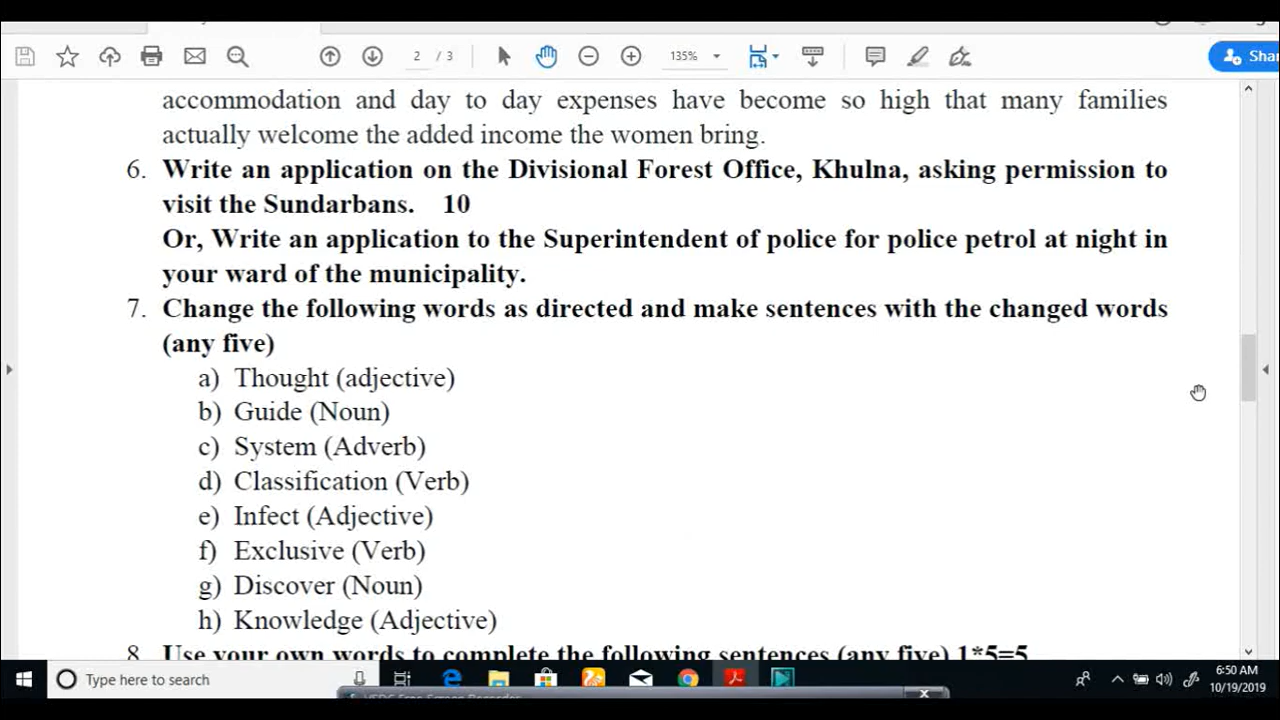 2 / 3
135%
Shar
accommodation and day to day expenses have become so high that many families
actually welcome the added income the women bring.
6. Write an application on the Divisional Forest Office, Khulna, asking permission to
visit the Sundarbans. 10
Or, Write an application to the Superintendent of police for police petrol at night in
your ward of the municipality.
7. Change the following words as directed and make sentences with the changed words
(any five)
a) Thought (adjective)
b) Guide (Noun)
c) System (Adverb)
d) Classification (Verb)
e) Infect (Adjective)
f) Exclusive (Verb)
g) Discover (Noun)
h) Knowledge (Adjective)
8. Use your own words to complete the following sentences (any five) 1*5=5
Type here to search
6:50 AM
10/19/2019